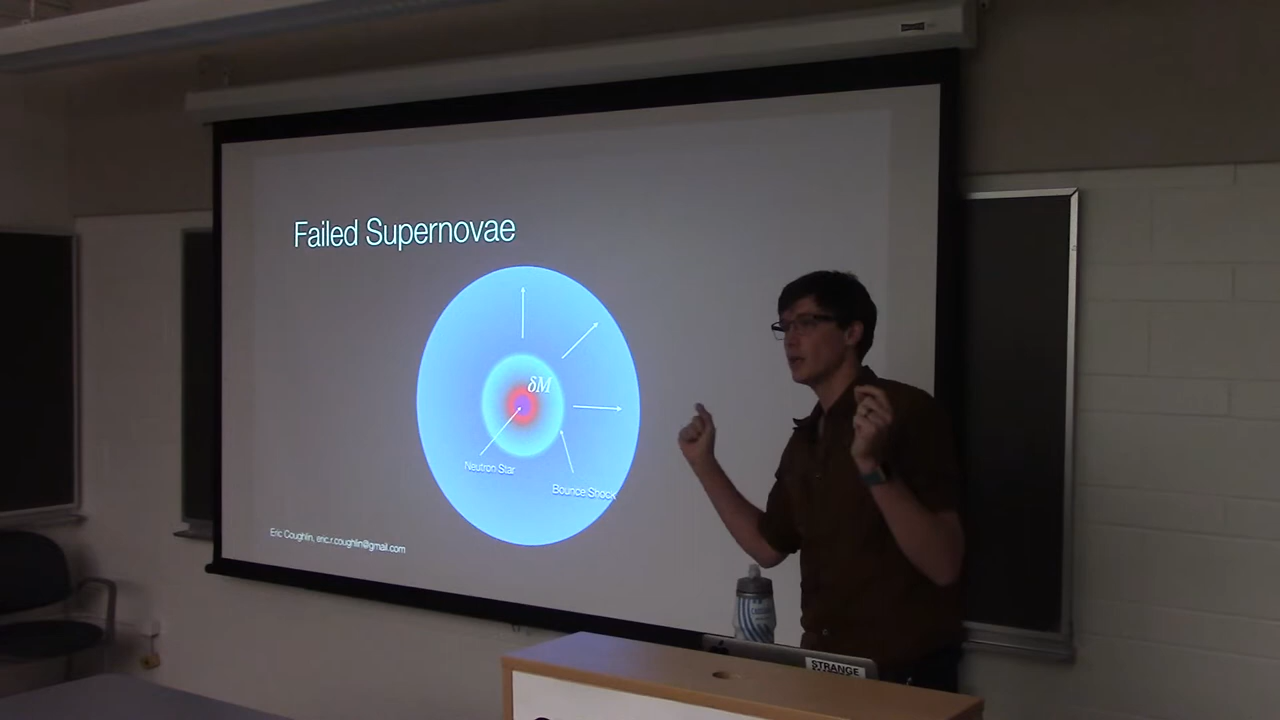 Failed Supernovae
δM
Neutron Star
Bounce Shock
Eric Coughlin, eric.r.coughlin@gmail.com
STRANGE